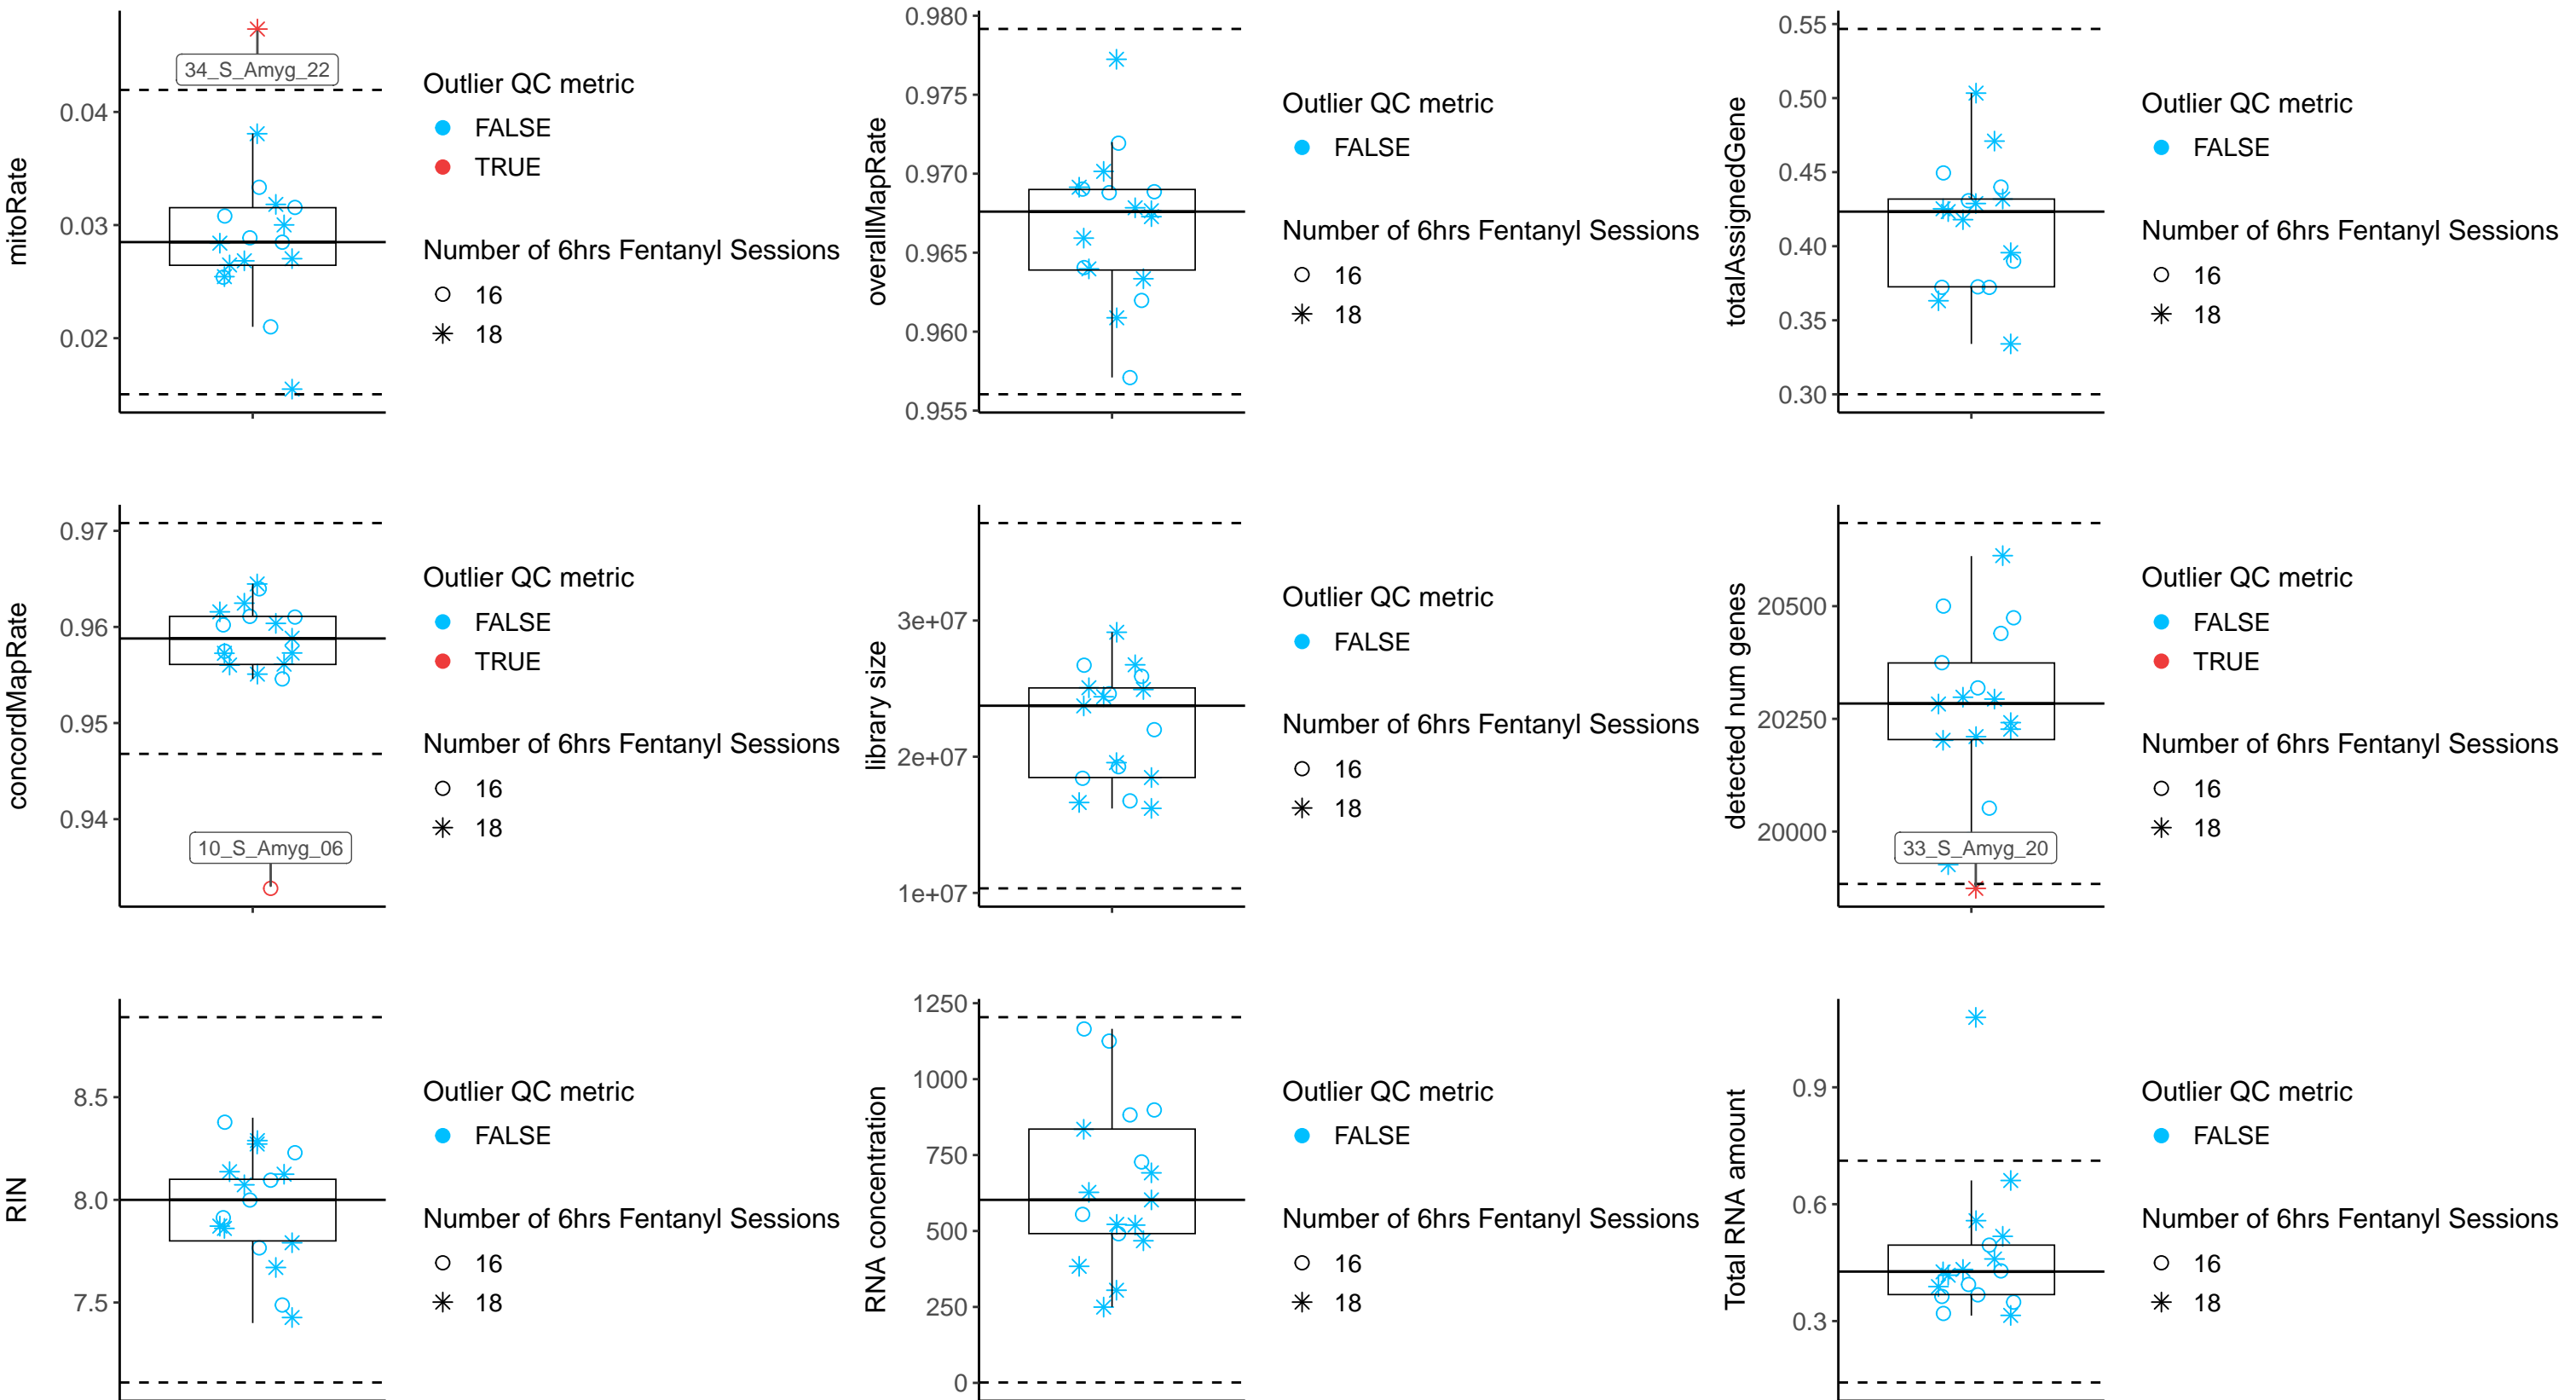 mitoRate
0.04
0.03
0.02
34_S_Amyg_22
Outlier QC metric
FALSE
TRUE
Number of 6hrs Fentanyl Sessions
16
18
overallMapRate
0.980
0.975
0.970
0.965
0.960
0.955
Outlier QC metric
FALSE
Number of 6hrs Fentanyl Sessions
16
18
totalAssignedGene
0.55
0.50
0.45
0.40
0.35
0.30
Outlier QC metric
FALSE
Number of 6hrs Fentanyl Sessions
16
18
concordMapRate
0.97
0.96
0.95
0.94
10_S_Amyg_06
Outlier QC metric
FALSE
TRUE
Number of 6hrs Fentanyl Sessions
16
18
library size
3e+07
2e+07
1e+07
Outlier QC metric
FALSE
Number of 6hrs Fentanyl Sessions
16
18
detected num genes
20500
20250
20000
33_S_Amyg_20
Outlier QC metric
FALSE
TRUE
Number of 6hrs Fentanyl Sessions
16
18
RIN
8.5
8.0
7.5
Outlier QC metric
FALSE
Number of 6hrs Fentanyl Sessions
16
18
RNA concentration
1250
1000
750
500
250
0
Outlier QC metric
FALSE
Number of 6hrs Fentanyl Sessions
16
18
Total RNA amount
0.9
0.6
0.3
Outlier QC metric
FALSE
Number of 6hrs Fentanyl Sessions
16
18